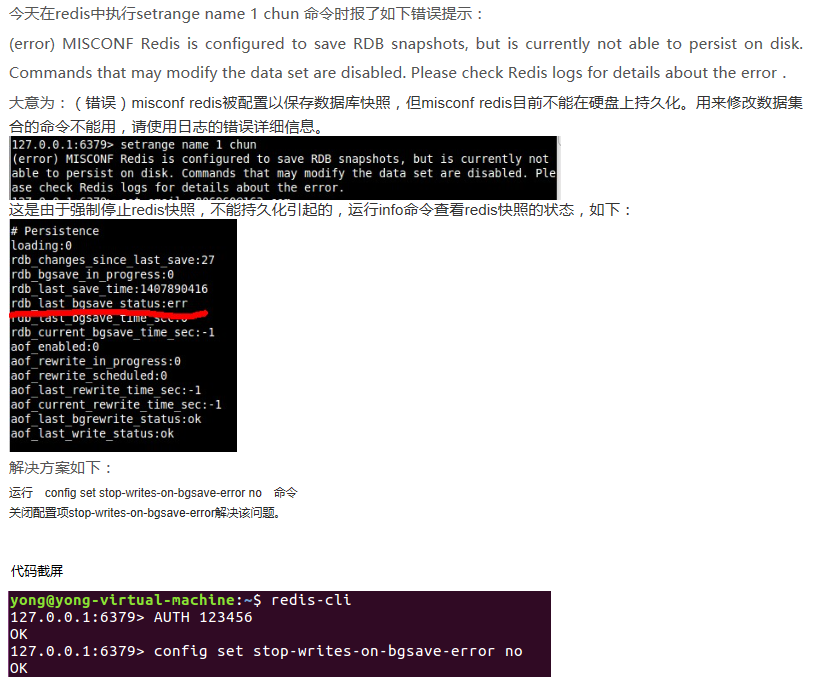 今天在redis中执行setrange name 1 chun 命令时报了如下错误提示：
(error) MISCONF Redis is configured to save RDB snapshots, but is currently not able to persist on disk.
Commands that may modify the data set are disabled. Please check Redis logs for details about the error .
大意为：（错误）misconf redis被配置以保存数据库快照，但misconf redis目前不能在硬盘上持久化。用来修改数据集
合的命令不能用，请使用日志的错误详细信息。
127.0.0.1:6379> setrange name 1 chun
(error) MISCONF Redis is configured to save RDB snapshots, but is currently not
able to persist on disk. Commands that may modify the data set are disabled. Ple
ase check Redis logs for details about the error.
这是由于强制停止redis快照，不能持久化引起的，运行info命令查看redis快照的状态，如下：
# Persistence
loading:0
rdb_changes_since_last_save:27
rdb_bgsave_in_progress:0
rdb_last_save_time:1407890416
rdb_last_bgsave_status:err
rdb_last_bgsave_time_sec:0
rdb_current_bgsave_time_sec:-1
aof_enabled:0
aof_rewrite_in_progress:0
aof_rewrite_scheduled:0
aof_last_rewrite_time_sec:-1
aof_current_rewrite_time_sec:-1
aof_last_bgrewrite_status:ok
aof_last_write_status:ok
解决方案如下：
运行 config set stop-writes-on-bgsave-error no 命令
关闭配置项stop-writes-on-bgsave-error解决该问题。
代码截屏
yong@yong-virtual-machine:~$ redis-cli
127.0.0.1:6379> AUTH 123456
OK
127.0.0.1:6379> config set stop-writes-on-bgsave-error no
OK